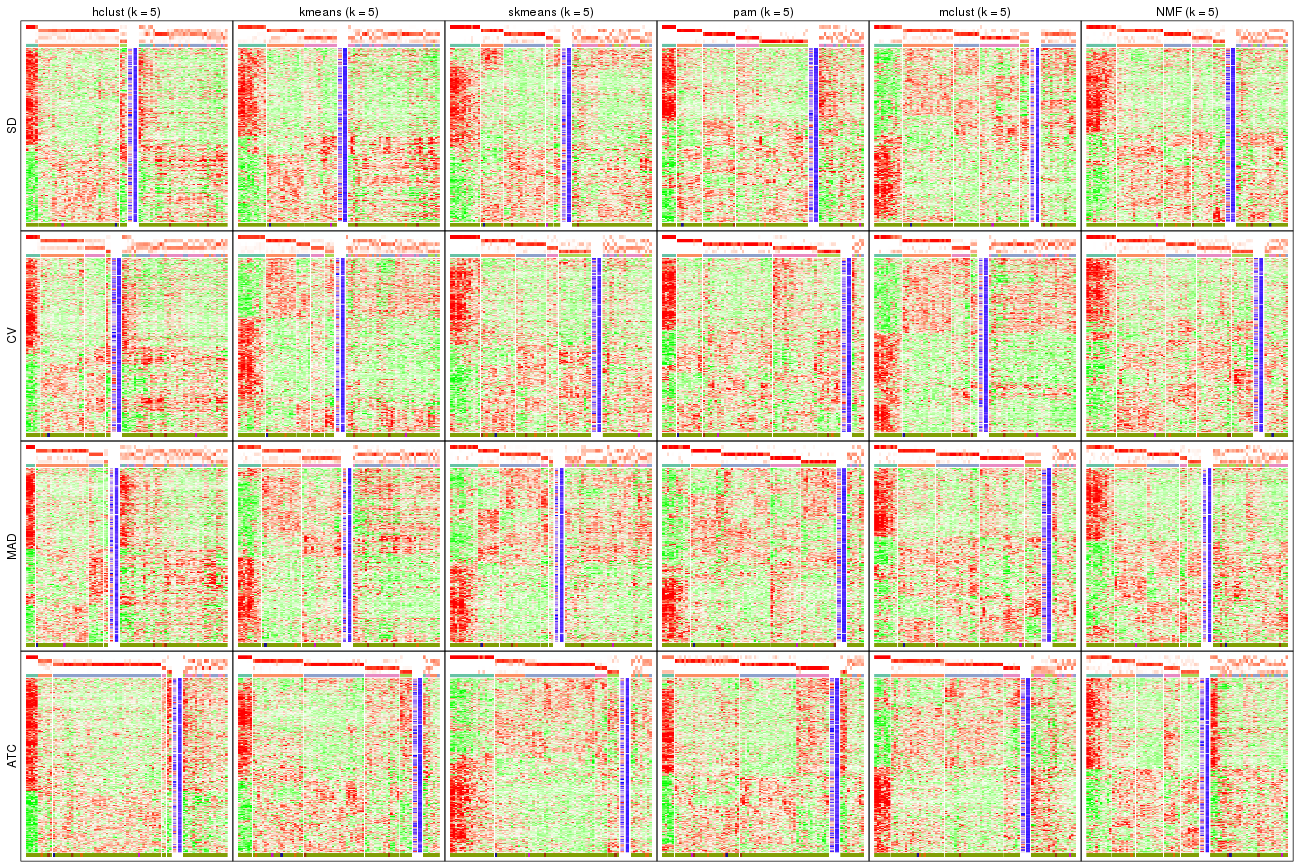 hclust (k = 5) kmeans (k = 5) skmeans (k = 5) pam (k = 5) mclust (k = 5) NMF (k = 5)
SD
CV
MAD
ATC